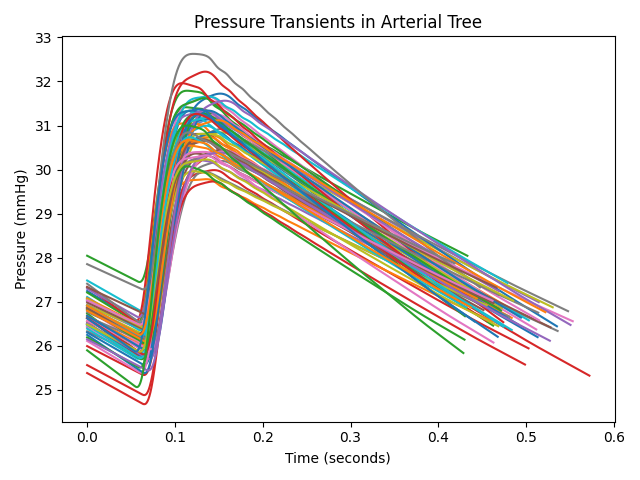 Pressure Transients in Arterial Tree
33
32
31
30
29
28
27
26
25
0.0 0.1 0.2 0.3 0.4 0.5 0.6
Pressure (mmHg)
Time (seconds)